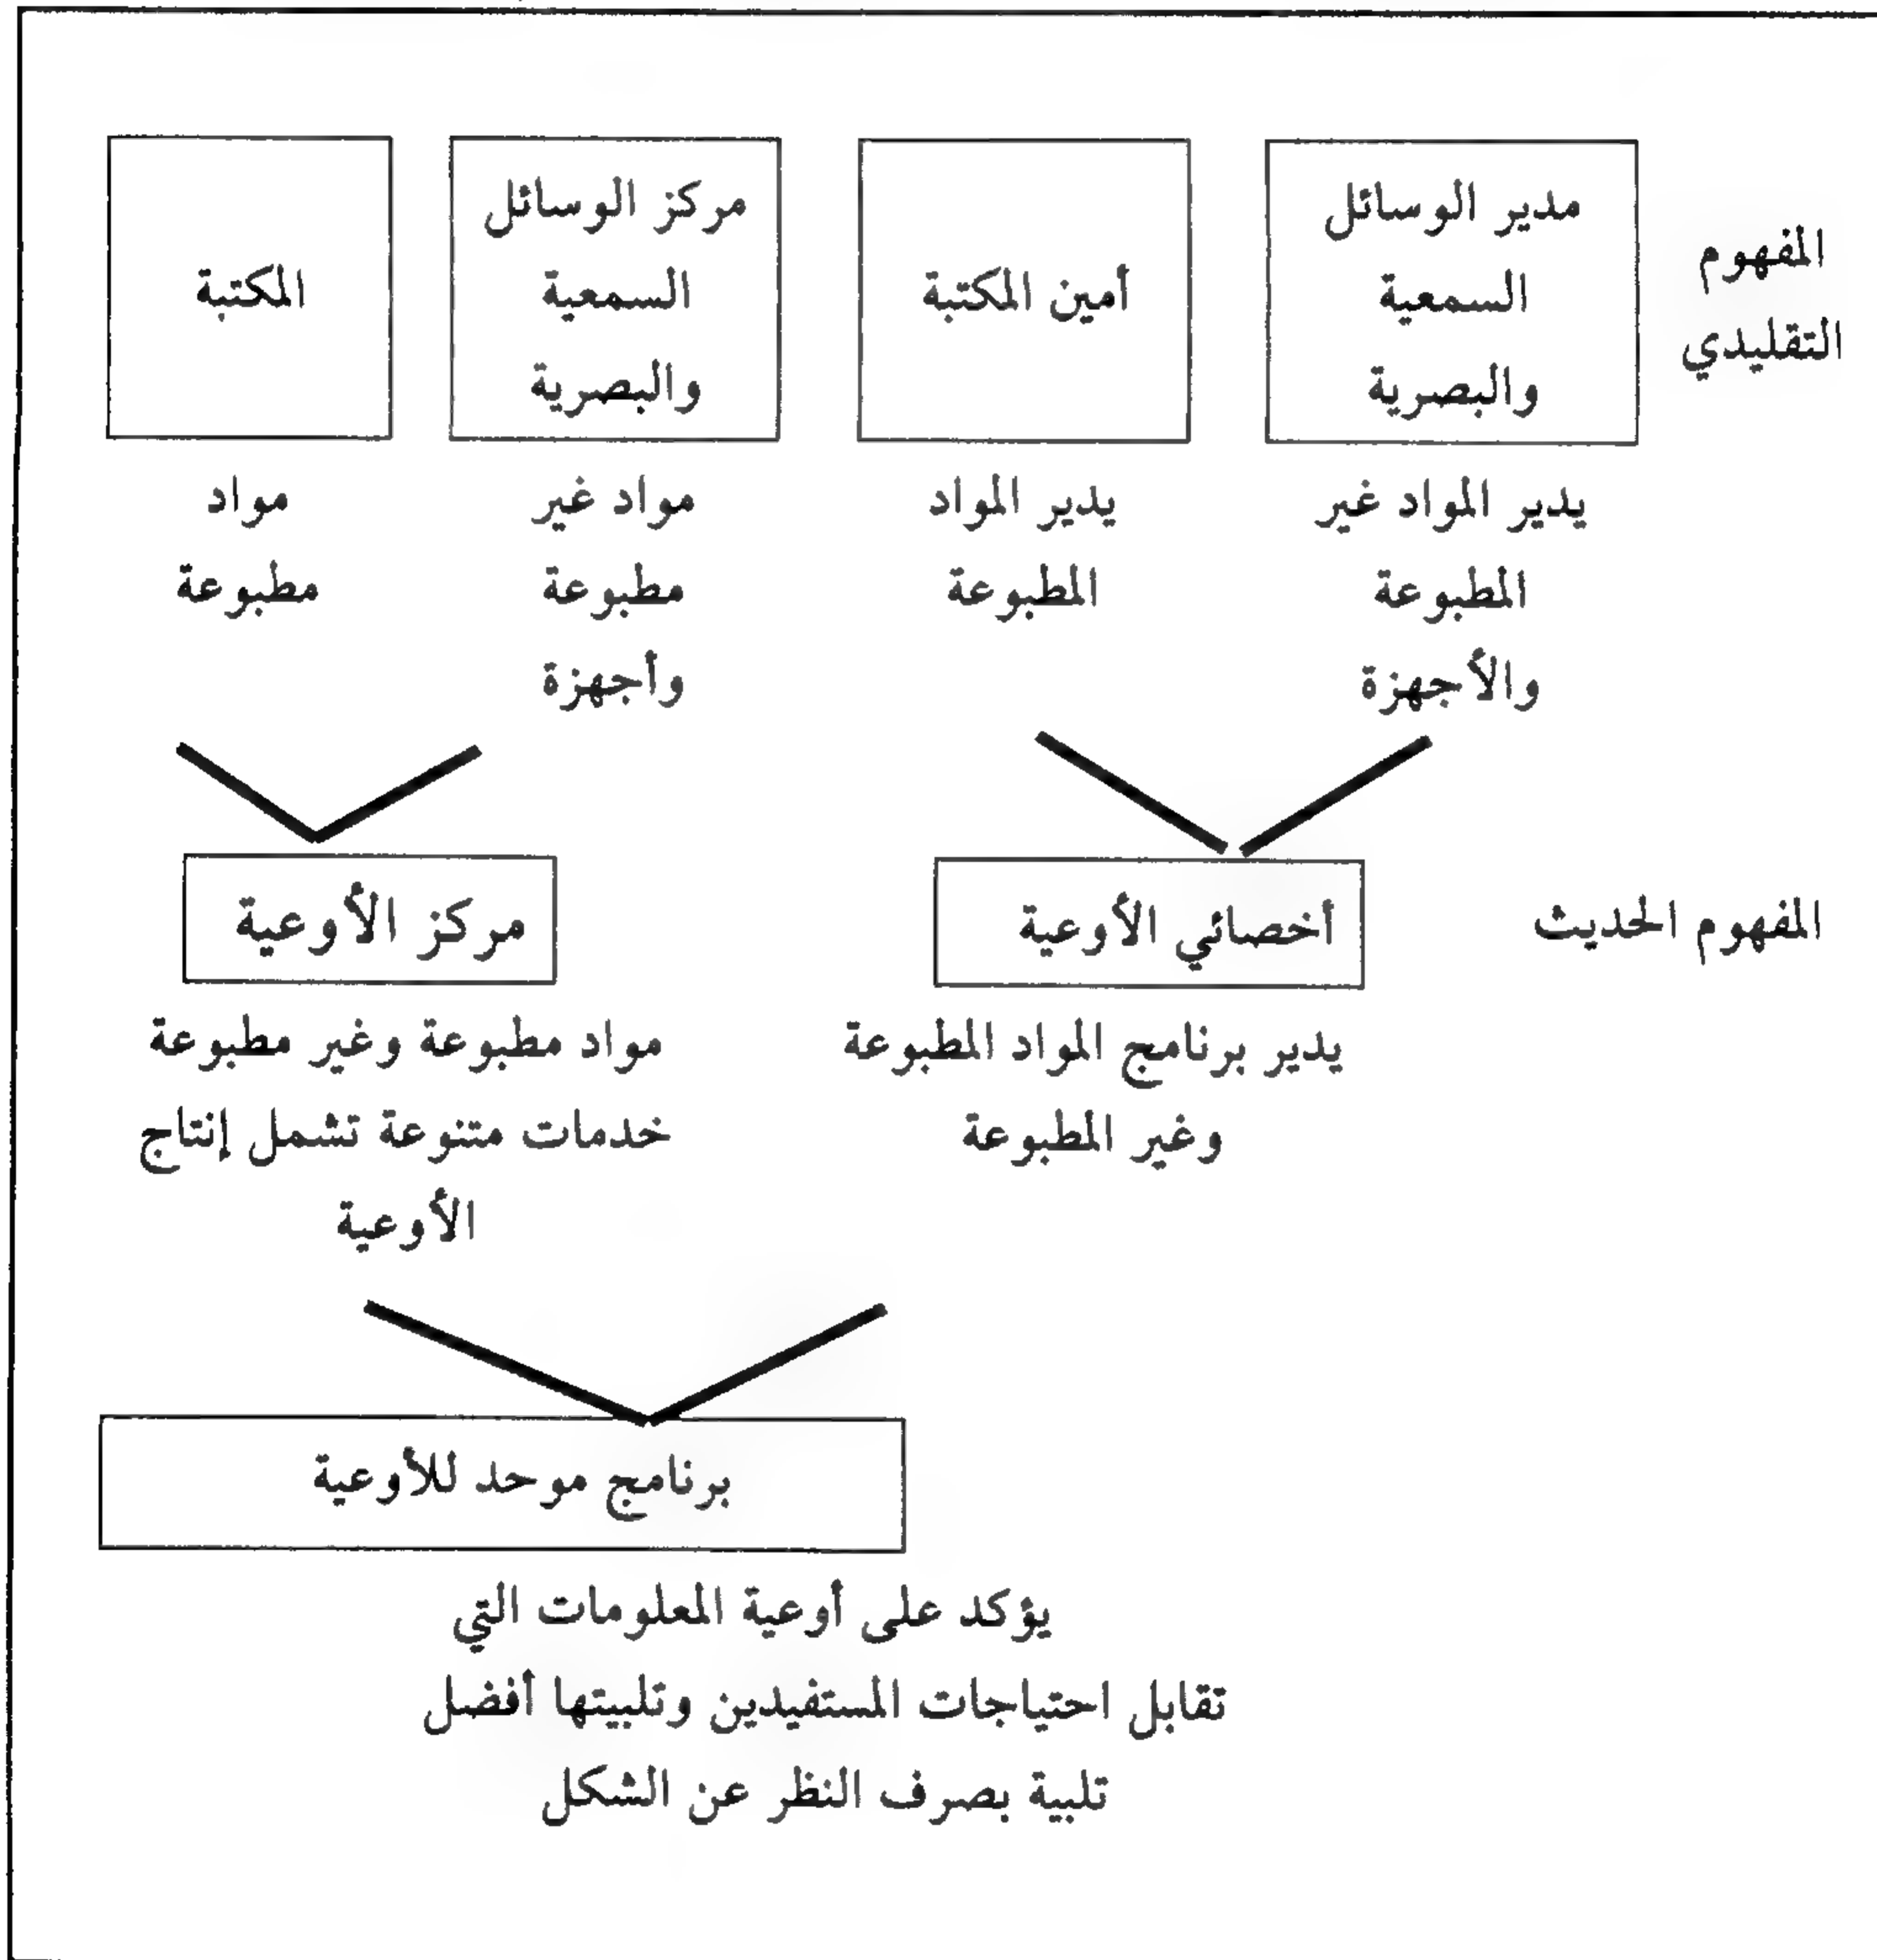 المفهوم
التقليدي
مدير الوسائل
السمعية
والبصرية
يدير المواد غير
المطبوعة
والأجهزة
أمين المكتبة
يدير المواد
المطبوعة
مركز الوسائل
السمعية
والبصرية
مواد غير
مطبوعة
وأجهزة
المكتبة
مواد
مطبوعة
المفهوم الحديث
أخصائي الأوعية
يدير برنامج المواد المطبوعة
وغير المطبوعة
مركز الأوعية
مواد مطبوعة وغير مطبوعة
خدمات متنوعة تشمل إنتاج
الأوعية
برنامج موحد للأوعية
يؤكد على أوعية المعلومات التي
تقابل احتياجات المستفيدين وتلبيتها أفضل
تلبية بصرف النظر عن الشكل